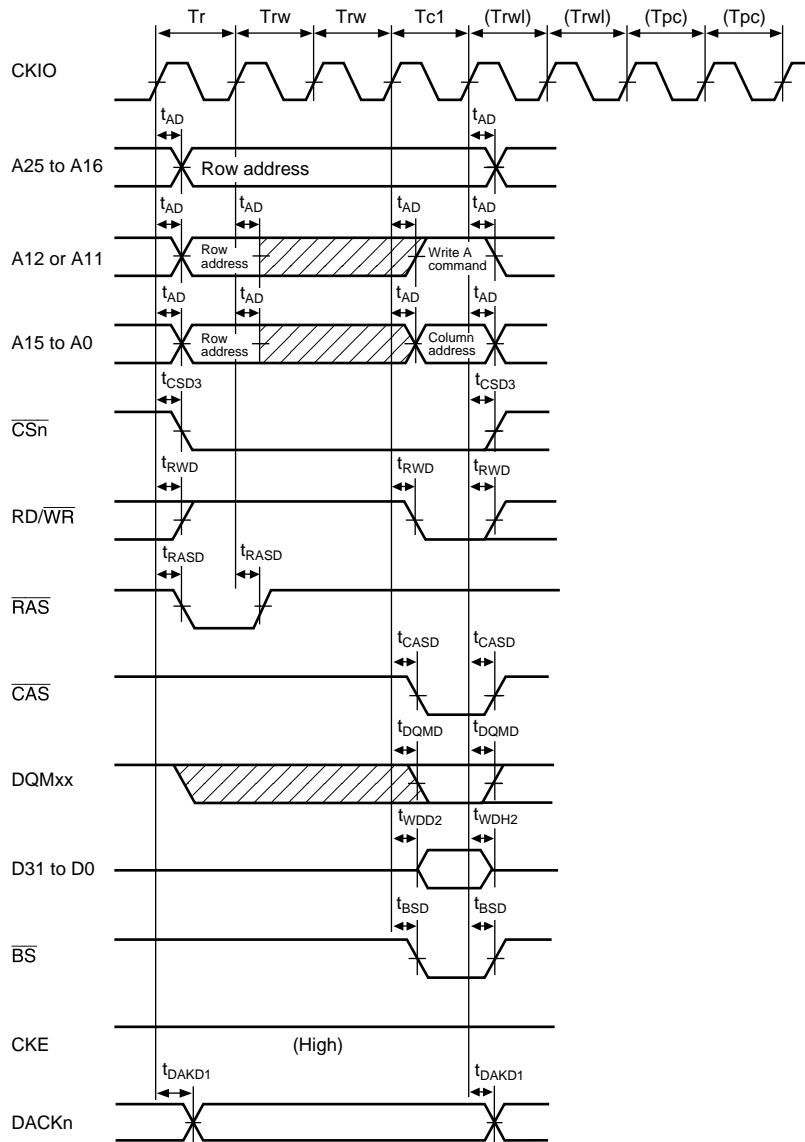 Tr Trw Trw Tc1 (Trwl) (Trwl) (Tpc) (Tpc)
CKIO
tAD tAD
A25 to A16 Row address
tAD tAD tAD tAD
A12 or A11 Row address Write A command
tAD tAD tAD tAD
A15 to A0 Row address Column address
tCSD3 tCSD3
CSn
tRWD tRWD tRWD
RD/WR
tRASD tRASD
RAS
tCASD tCASD
CAS
tDQMD tDQMD
DQMxx
tWDD2 tWDH2
D31 to D0
tBSD tBSD
BS
CKE (High)
tDAKD1 tDAKD1
DACKn